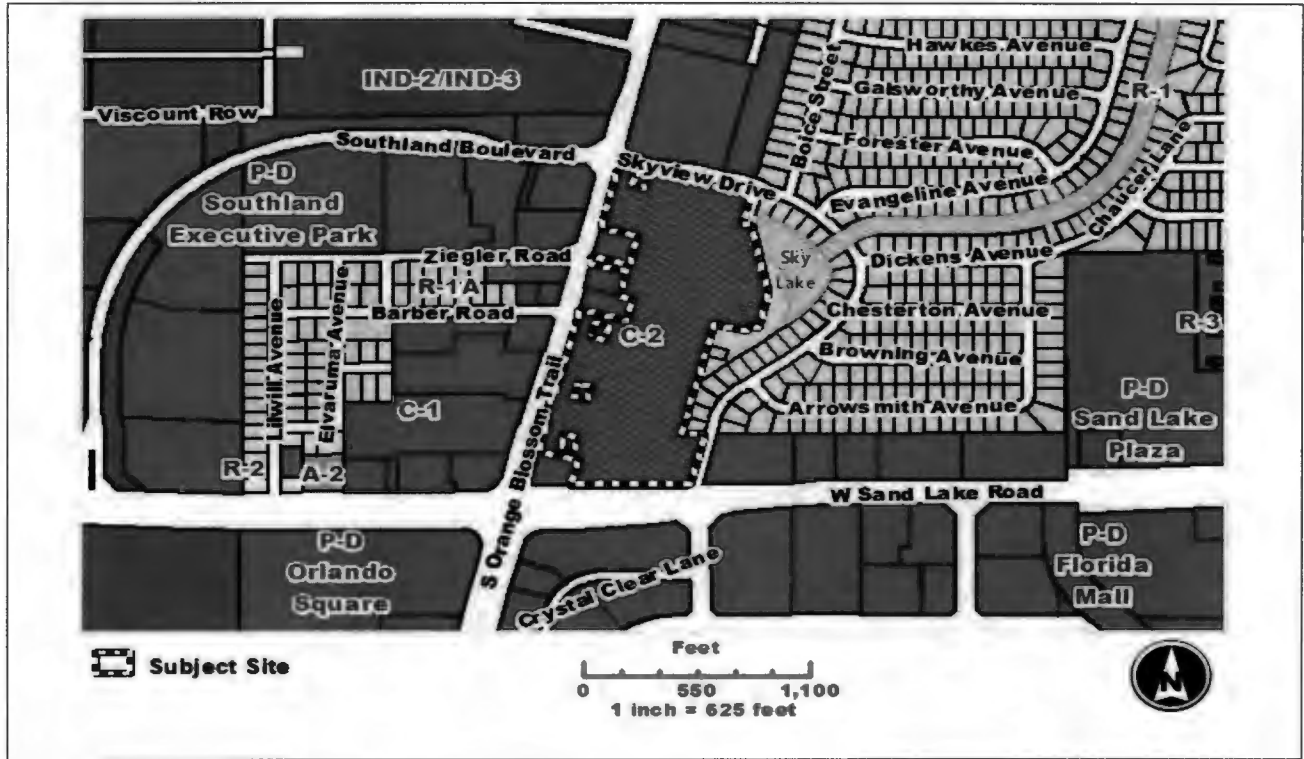 Hawkes Avenue
IND-2/IND-3
Galsworthy Avenue
R-1
Viscount Row
Boice Street
Forester Avenue
Southland Boulevard
Skyview Drive
Chaucer Lane
P-D
Southland
Executive Park
Evangeline Avenue
Ziegler Road
Sky
Lake
Dickens Avenue
R-1A
Barber Road
Chesterton Avenue
C-2
R-3
Lilwill Avenue
Elvaruma Avenue
Browning Avenue
C-1
S Orange Blossom Trail
Arrowsmith Avenue
P-D
Sand Lake
Plaza
R-2
A-2
W Sand Lake Road
P-D
Orlando
Square
Crystal Clear Lane
P-D
Florida
Mall
Subject Site
Feet
0 550 1,100
1 inch = 625 feet
N